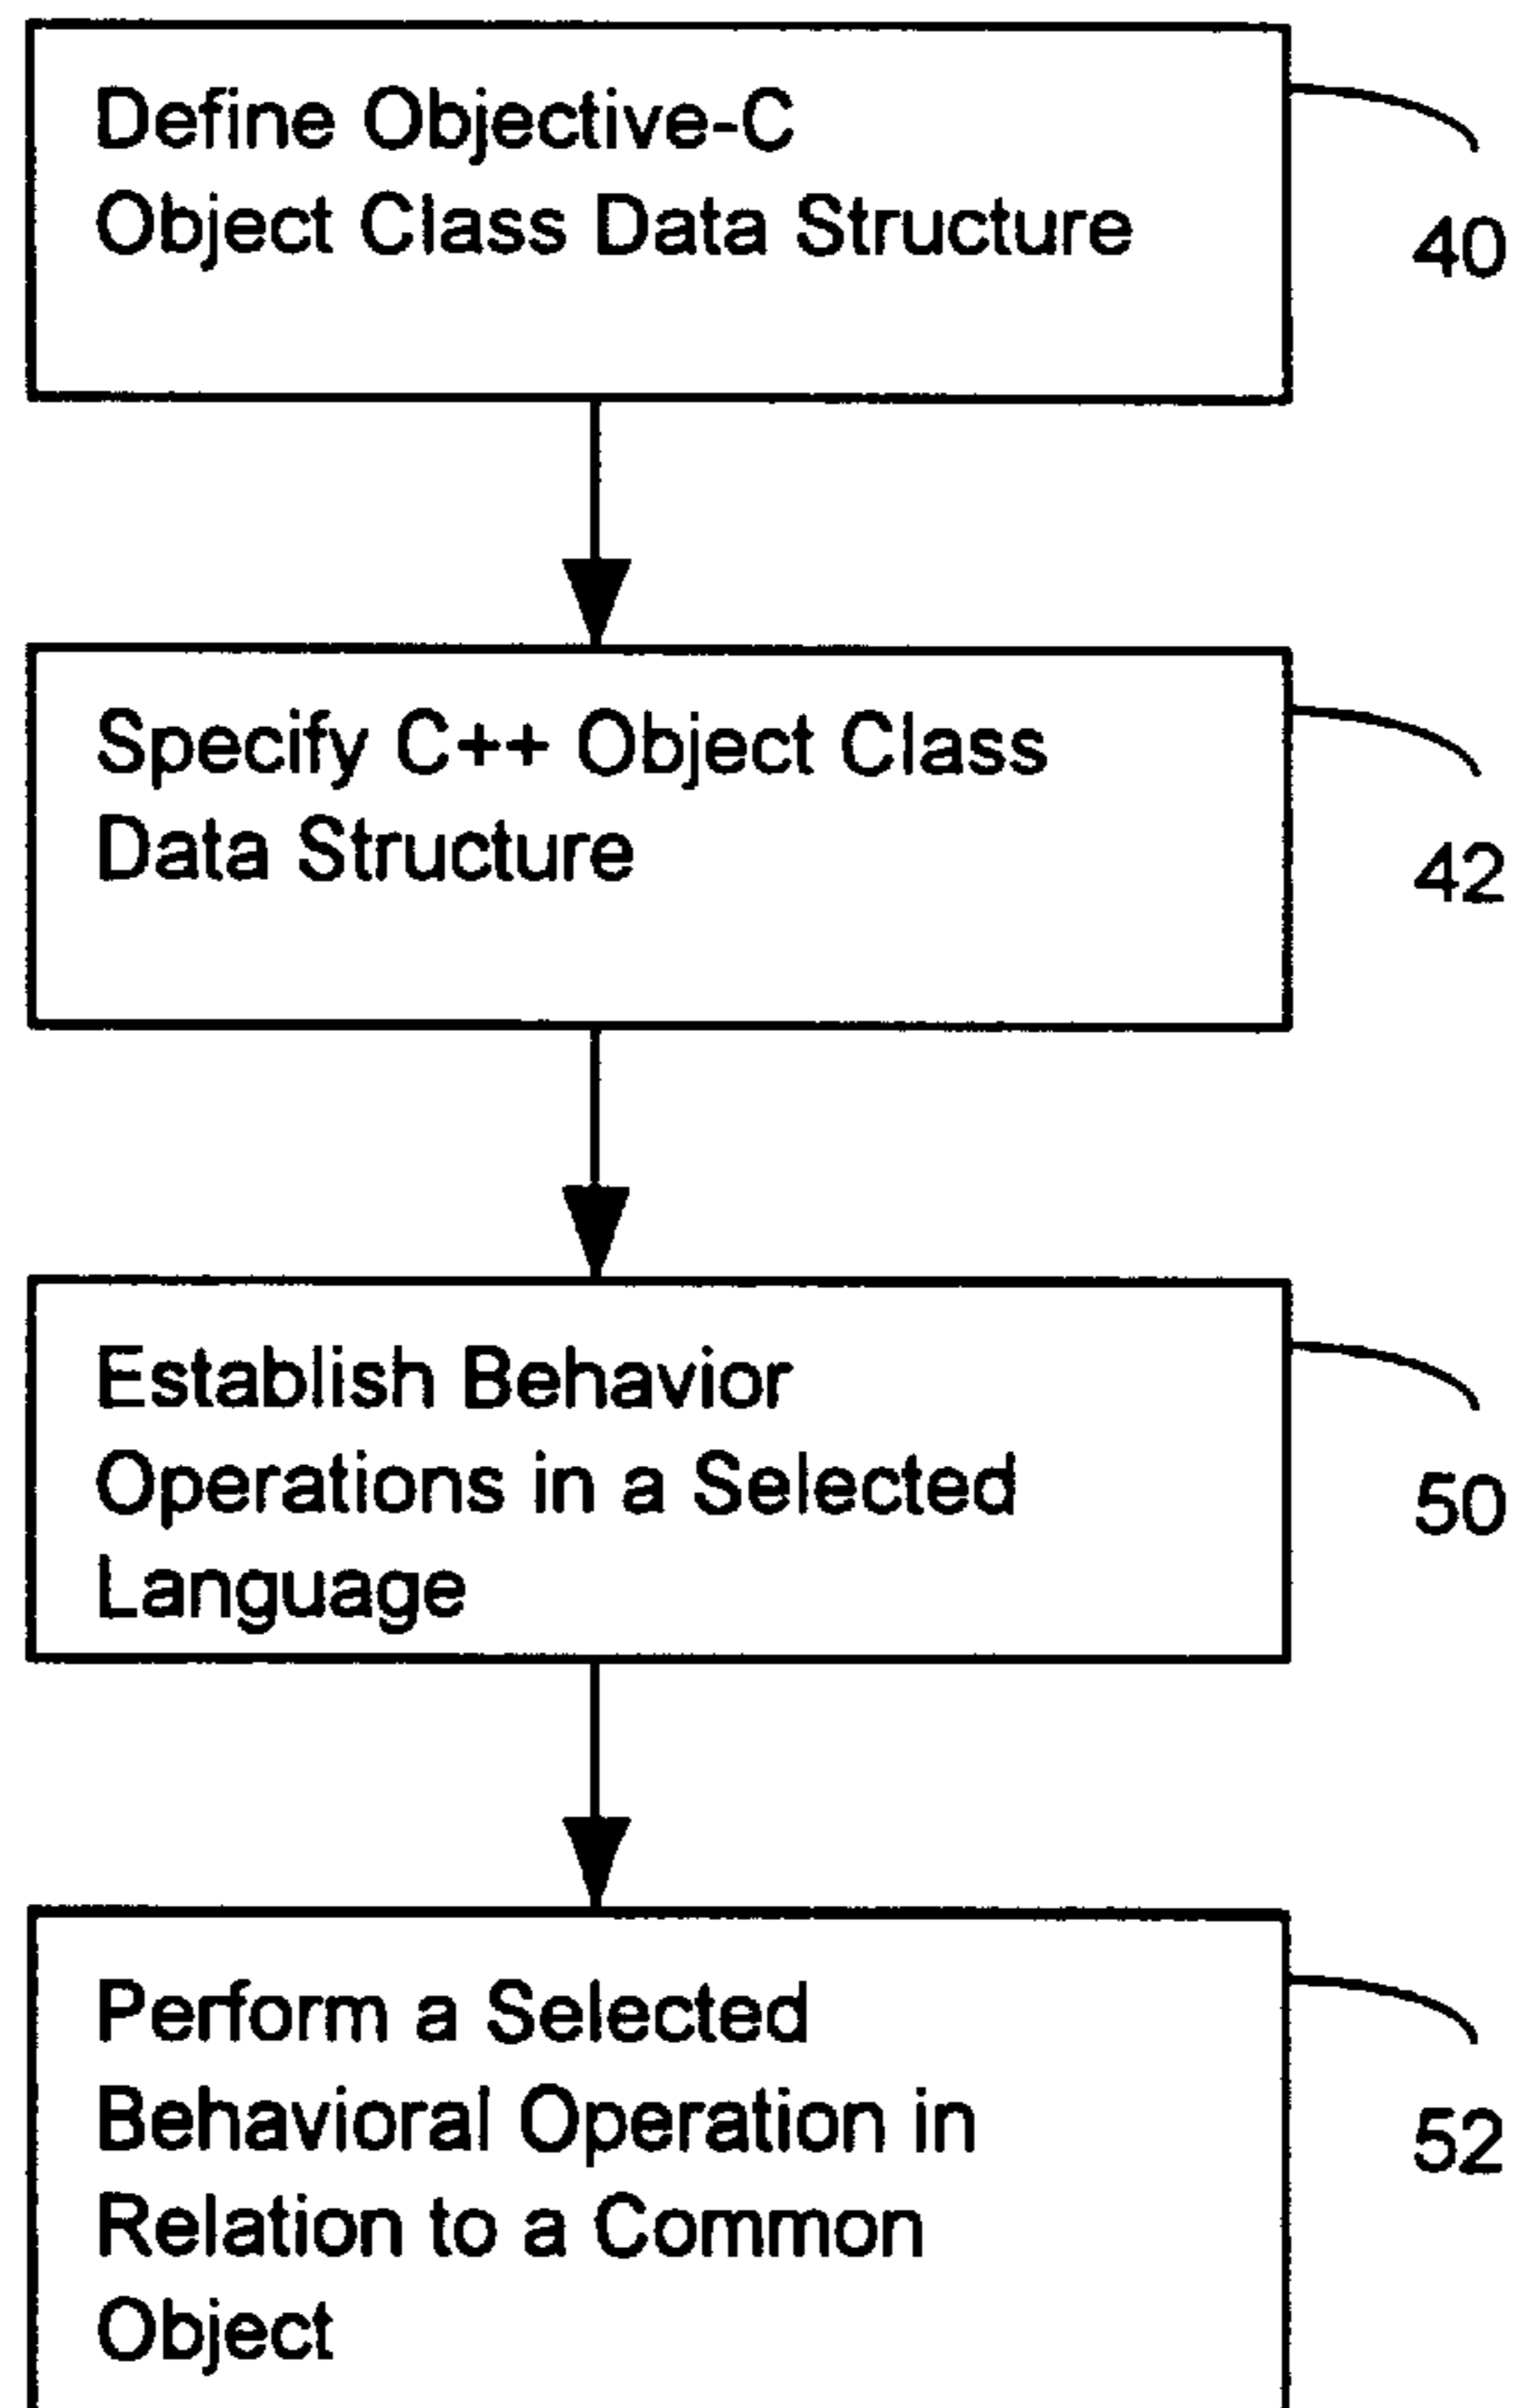 Define Objective-C
Object Class Data Structure
40
Specify C++ Object Class
Data Structure
42
Establish Behavior
Operations in a Selected
Language
50
Perform a Selected
Behavioral Operation in
Relation to a Common
Object
52